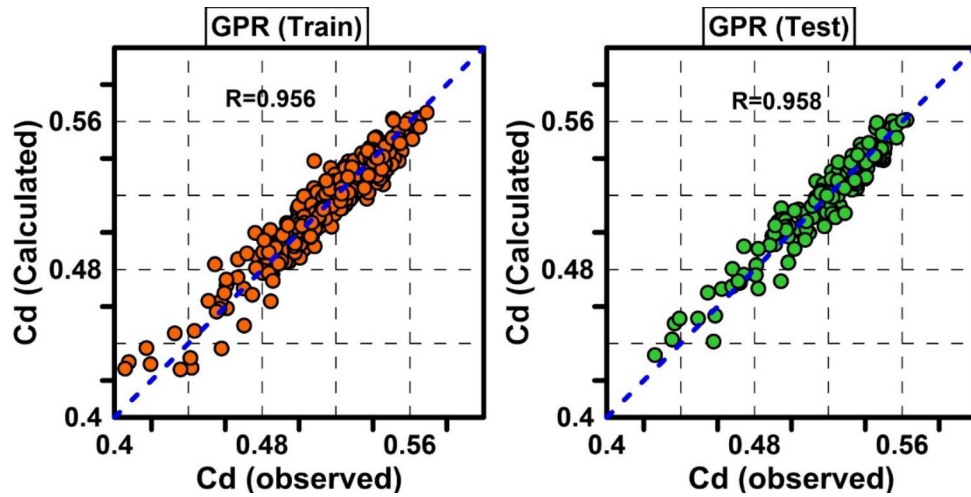 GPR (Train)
R=0.956
Cd (Calculated)
0.56
0.48
0.4
0.4 0.48 0.56
Cd (observed)
GPR (Test)
R=0.958
Cd (Calculated)
0.56
0.48
0.4
0.4 0.48 0.56
Cd (observed)